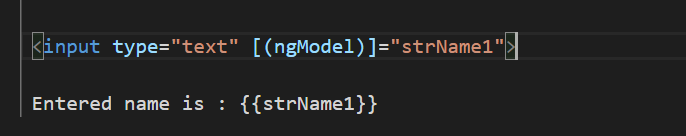 <input type="text" [(ngModel)]="strName1">
Entered name is : {{strName1}}